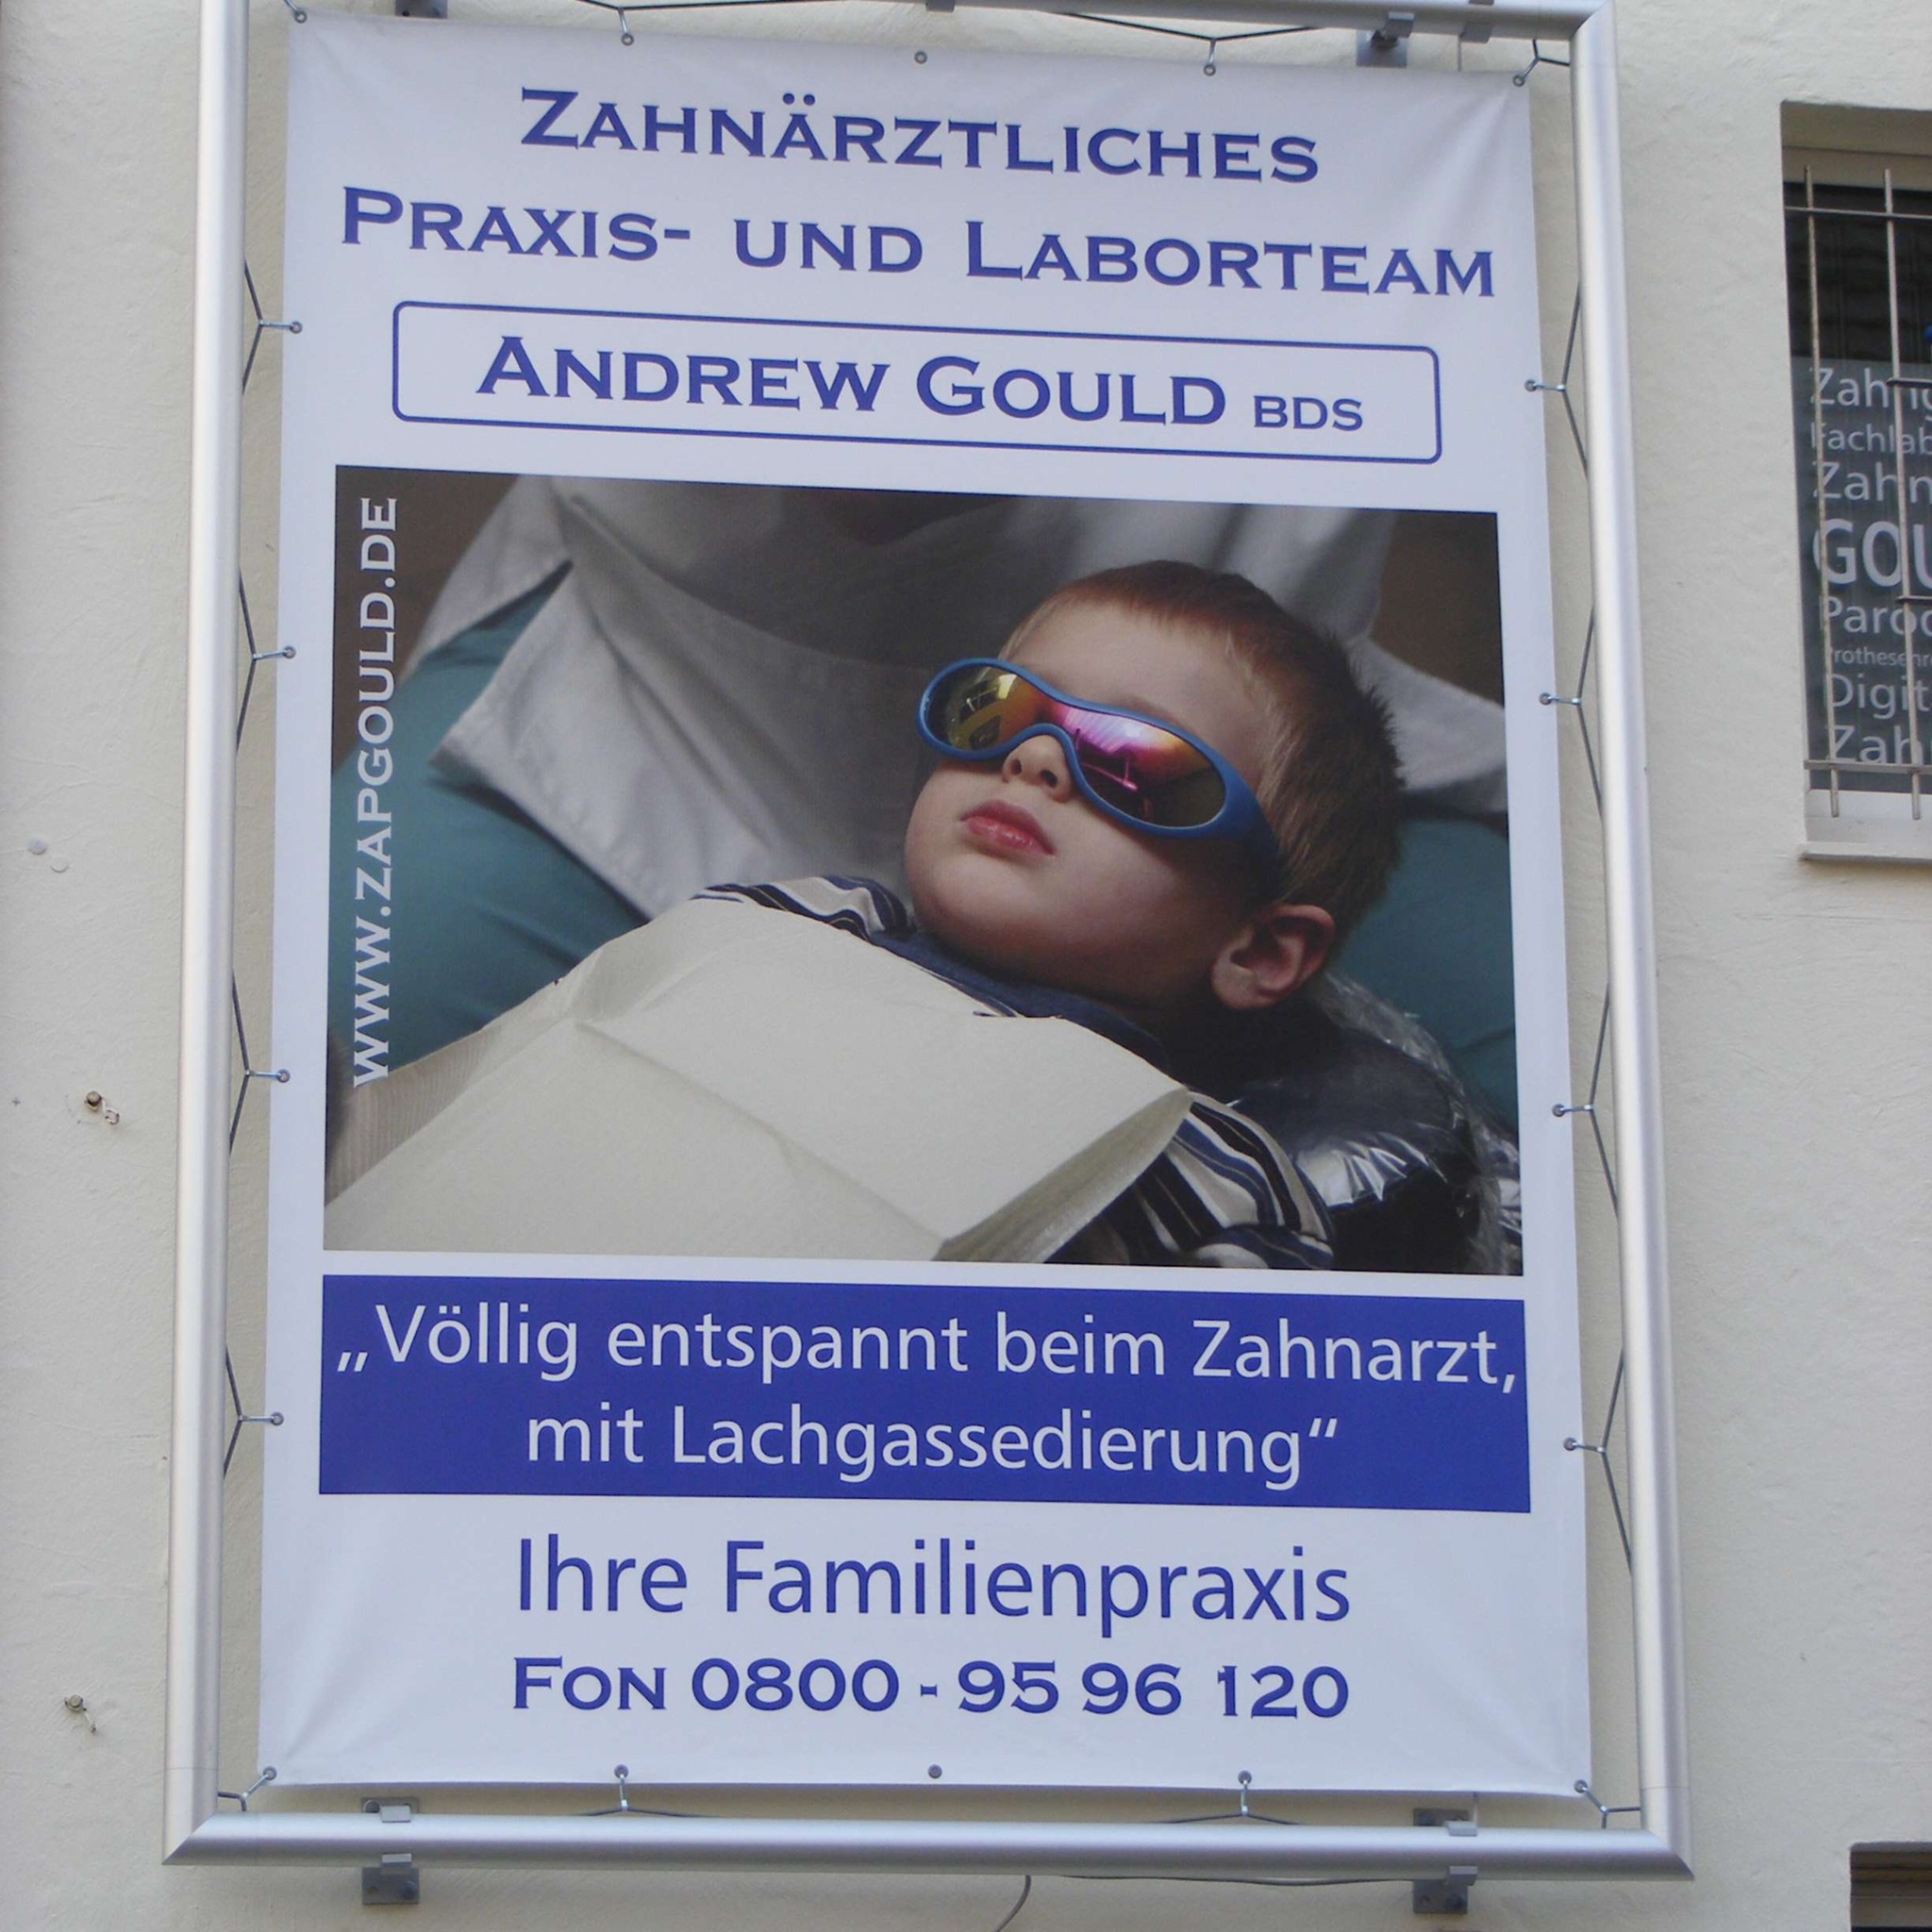 ZAHNÄRZTLICHES
PRAXIS- UND LABORTEAM
ANDREW GOULD BDS
WWW.ZAPGOULD.DE
„Völlig entspannt beim Zahnarzt,
mit Lachgassedierung“
Ihre Familienpraxis
FON 0800 - 95 96 120